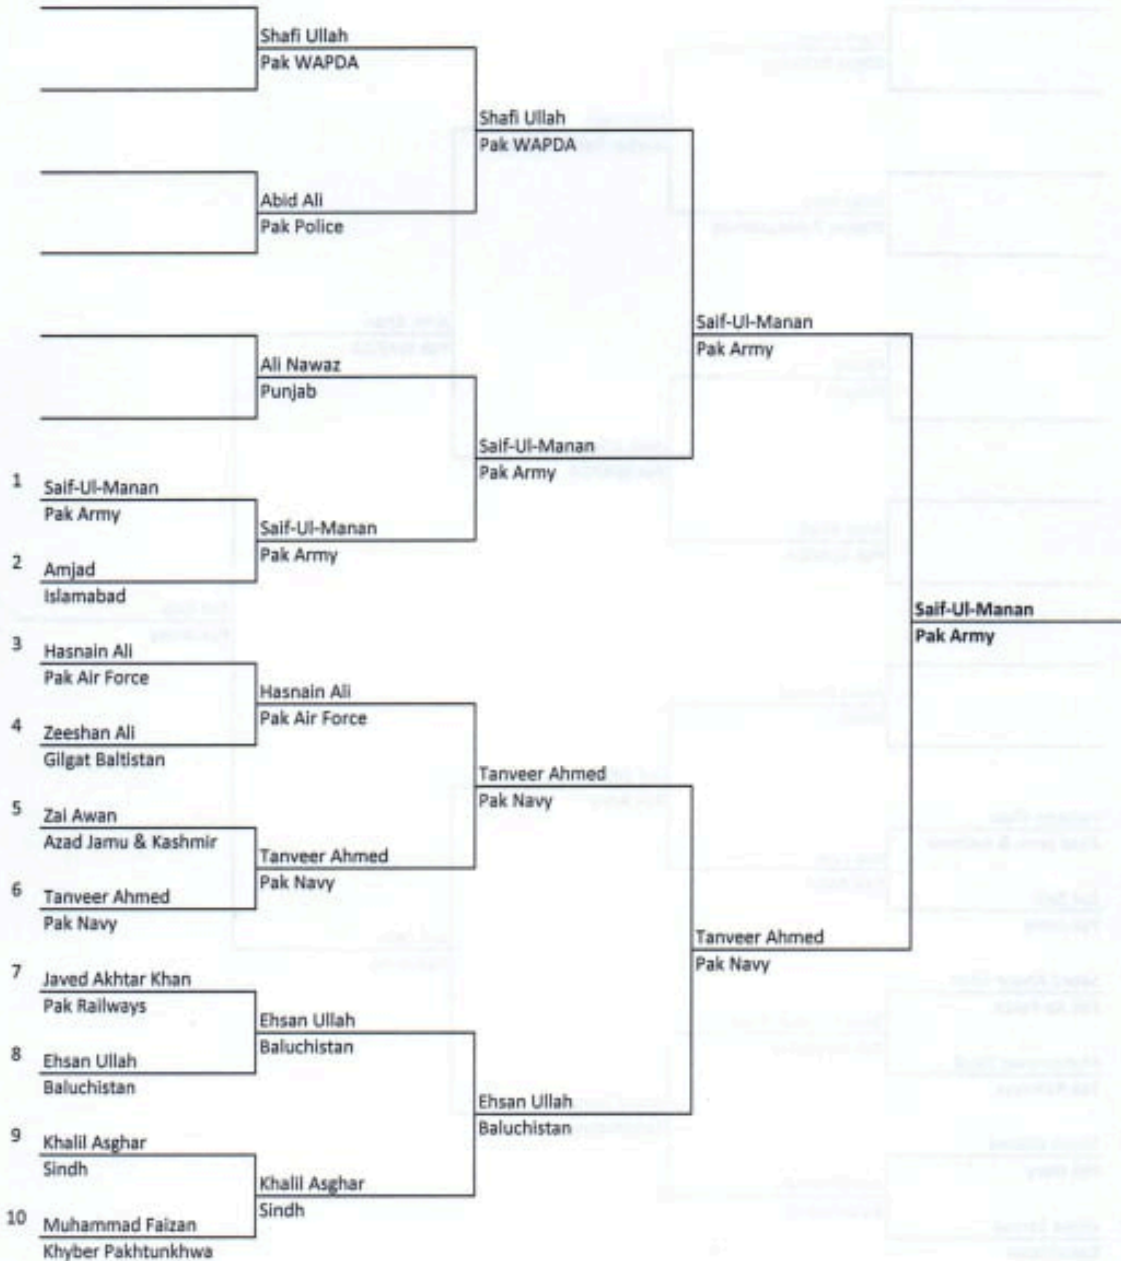 Shafi Ullah
Pak WAPDA
Shafi Ullah
Pak WAPDA
Abid Ali
Pak Police
Saif-Ul-Manan
Pak Army
Ali Nawaz
Punjab
Saif-Ul-Manan
Pak Army
1 Saif-Ul-Manan
Pak Army
Saif-Ul-Manan
Pak Army
2 Amjad
Islamabad
Saif-Ul-Manan
Pak Army
3 Hasnain Ali
Pak Air Force
Hasnain Ali
Pak Air Force
4 Zeeshan Ali
Gilgat Baltistan
Tanveer Ahmed
Pak Navy
5 Zai Awan
Azad Jamu & Kashmir
Tanveer Ahmed
Pak Navy
6 Tanveer Ahmed
Pak Navy
Tanveer Ahmed
Pak Navy
7 Javed Akhtar Khan
Pak Railways
Ehsan Ullah
Baluchistan
8 Ehsan Ullah
Baluchistan
Ehsan Ullah
Baluchistan
9 Khalil Asghar
Sindh
Khalil Asghar
Sindh
10 Muhammad Faizan
Khyber Pakhtunkhwa